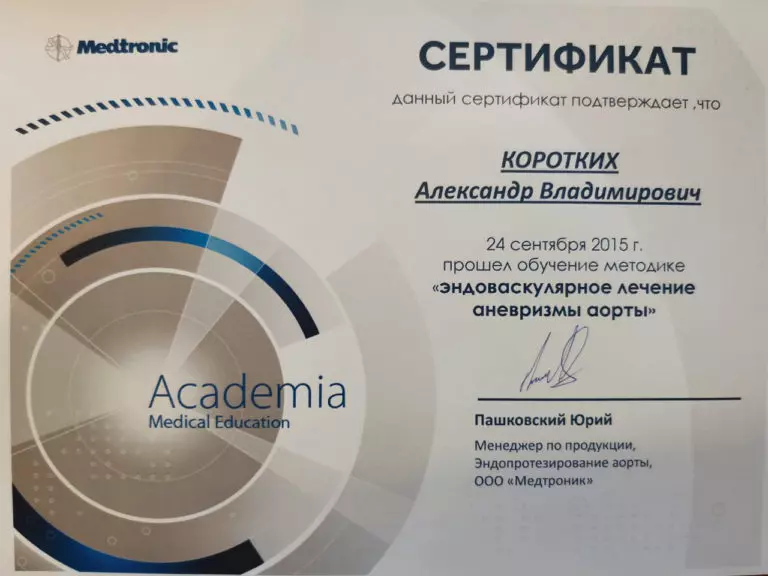 Medtronic
СЕРТИФИКАТ
данный сертификат подтверждает ,что
КОРОТКИХ
Александр Владимирович
24 сентября 2015 г.
прошел обучение методике
«эндоваскулярное лечение
аневризмы аорты»
Academia
Medical Education
Пашковский Юрий
Менеджер по продукции,
Эндопротезирование аорты,
ООО «Медтроник»